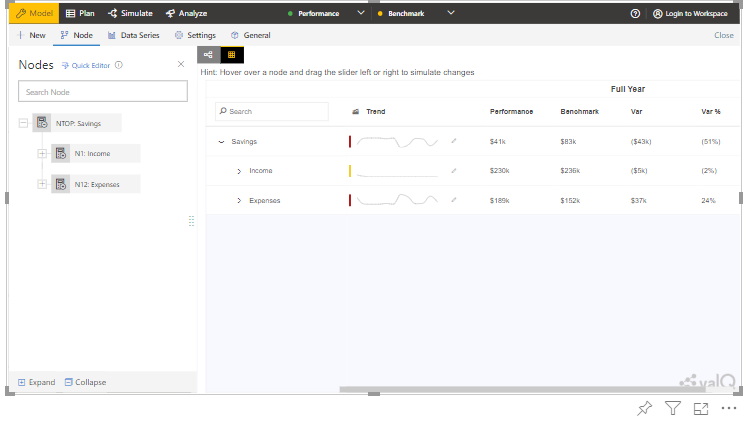 Model Plan Simulate Analyze Performance Benchmark Login to Workspace
New Node Data Series Settings General Close
Nodes Quick Editor
Hint: Hover over a node and drag the slider left or right to simulate changes
Search Node
Full Year
Search Trend Performance Benchmark Var Var %
NTOP: Savings
Savings $41k $83k ($43k) (51%)
N1: Income
Income $230k $236k ($5k) (2%)
N12: Expenses
Expenses $189k $152k $37k 24%
Expand Collapse
valQ